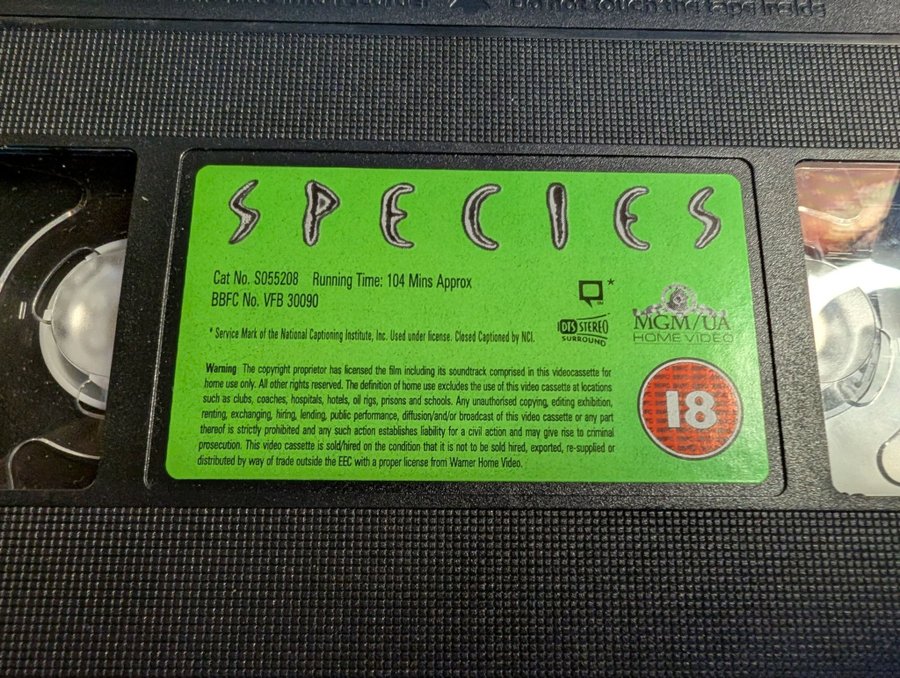 Do not touch the tape inside
SPECIES
Cat No. S055208 Running Time: 104 Mins Approx
BBFC No. VFB 30090
*
™
* Service Mark of the National Captioning Institute, Inc. Used under license. Closed Captioned by NCI.
DTS STEREO
SURROUND
MGM/UA
HOME VIDEO
Warning The copyright proprietor has licensed the film including its soundtrack comprised in this videocassette for
home use only. All other rights reserved. The definition of home use excludes the use of this video cassette at locations
such as clubs, coaches, hospitals, hotels, oil rigs, prisons and schools. Any unauthorised copying, editing exhibition,
renting, exchanging, hiring, lending, public performance, diffusion/and/or broadcast of this video cassette or any part
thereof is strictly prohibited and any such action establishes liability for a civil action and may give rise to criminal
prosecution. This video cassette is sold/hired on the condition that it is not to be sold hired, exported, re-supplied or
distributed by way of trade outside the EEC with a proper license from Warner Home Video.
18